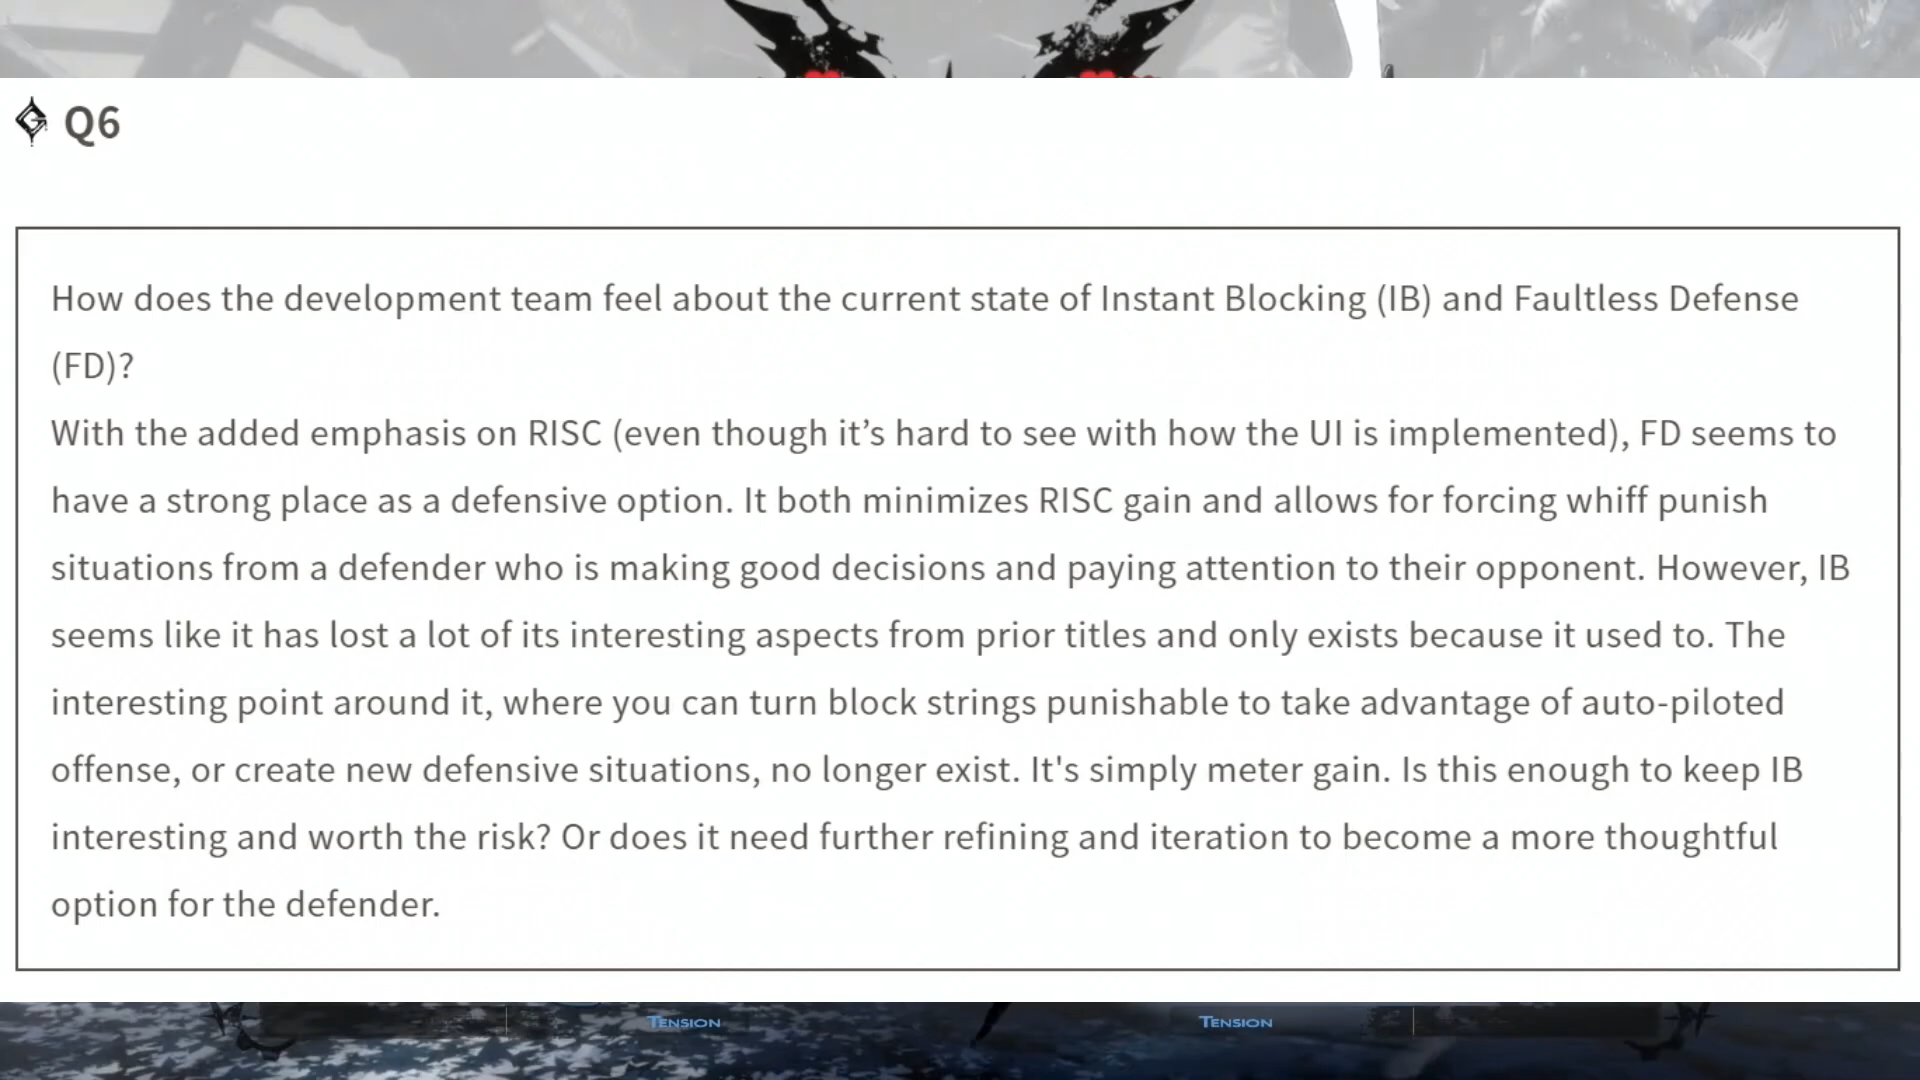 Q6
How does the development team feel about the current state of Instant Blocking (IB) and Faultless Defense
(FD)?
With the added emphasis on RISC (even though it’s hard to see with how the UI is implemented), FD seems to
have a strong place as a defensive option. It both minimizes RISC gain and allows for forcing whiff punish
situations from a defender who is making good decisions and paying attention to their opponent. However, IB
seems like it has lost a lot of its interesting aspects from prior titles and only exists because it used to. The
interesting point around it, where you can turn block strings punishable to take advantage of auto-piloted
offense, or create new defensive situations, no longer exist. It's simply meter gain. Is this enough to keep IB
interesting and worth the risk? Or does it need further refining and iteration to become a more thoughtful
option for the defender.
TENSION TENSION